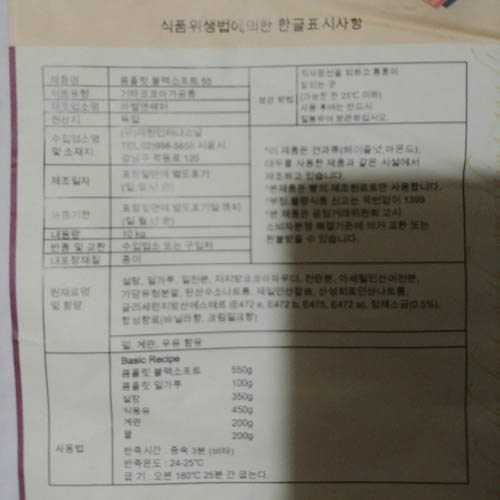 식품위생법에의한 한글표시사항
제품명 콤플릿 블랙소프트 55
식품유형 기타코코아가공품
제조업소명
원산지 독일
수입업소명 및 소재지
TEL 02)998-5655 서울시
강남구 학동로 120
제조일자 포장밑면에 별도표기
(일,월,년 순)
유통기한 포장밑면에 별도표기일 까지
(일,월,년 순)
내용량 10 kg
반품 및 교환 수입업소 또는 구입처
내포장재질 종이
보관 방법 직사광선을 피하고 통풍이
잘되는 곳
(가능한 한 25℃ 이하)
사용 후에는 반드시
밀봉하여 보관하십시오.
*이 제품은 견과류(헤이즐넛,아몬드),
대두를 사용한 제품과 같은 시설에서
제조하고 있습니다.
*본제품은 빵의 제조원료로만 사용합니다.
*부정,불량식품 신고는 국번없이 1399
*본 제품은 공정거래위원회 고시
소비자분쟁 해결기준에 의거 교환 또는
환불받을 수 있습니다.
원재료명 및 함량
설탕, 밀가루, 밀전분, 저지방코코아파우더, 전란분, 아세틸인산이전분,
가당유청분말, 탄산수소나트륨, 제일인산칼슘, 산성피로인산나트륨,
글리세린지방산에스테르 (E472 e, E472 b, E475, E472 a), 정제소금(0.5%),
합성향료(바닐라향, 크림밀크향)
밀, 계란, 우유 함유
사용법
Basic Recipe
콤플릿 블랙소프트 550g
콤플릿 밀가루 100g
설탕 350g
식용유 450g
계란 200g
물 200g
반죽시간 : 중속 3분 (비타)
반죽온도 : 24-25℃
굽 기 : 오븐 180℃ 25분 간 굽는다.